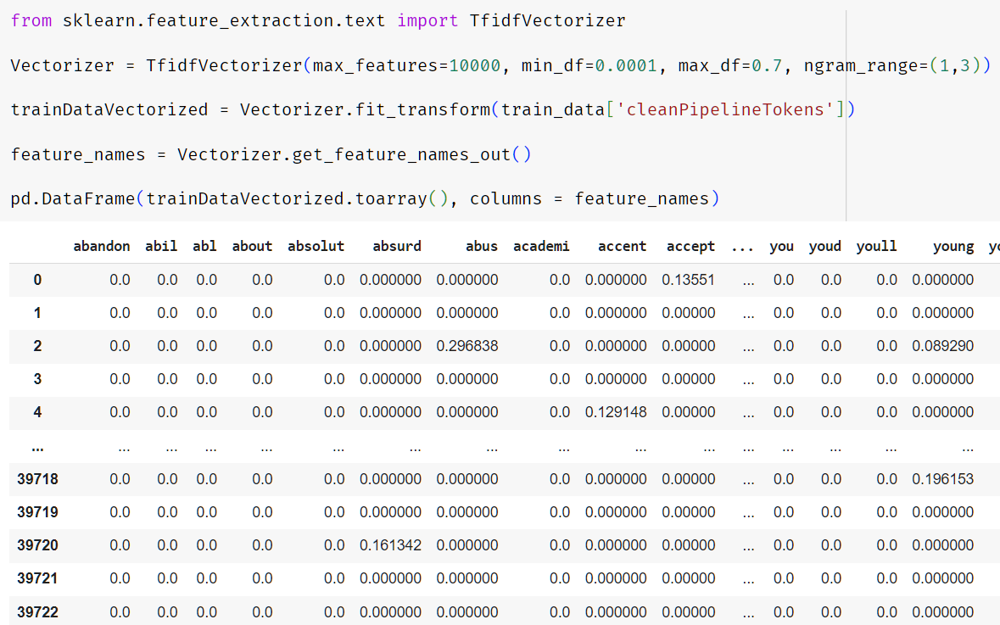 from sklearn.feature_extraction.text import TfidfVectorizer
Vectorizer = TfidfVectorizer(max_features=10000, min_df=0.0001, max_df=0.7, ngram_range=(1,3))
trainDataVectorized = Vectorizer.fit_transform(train_data['cleanPipelineTokens'])
feature_names = Vectorizer.get_feature_names_out()
pd.DataFrame(trainDataVectorized.toarray(), columns = feature_names)
abandon abil abl about absolut absurd abus academi accent accept ... you youd youll young
0 0.0 0.0 0.0 0.0 0.0 0.000000 0.000000 0.0 0.000000 0.13551 ... 0.0 0.0 0.0 0.000000
1 0.0 0.0 0.0 0.0 0.0 0.000000 0.000000 0.0 0.000000 0.00000 ... 0.0 0.0 0.0 0.000000
2 0.0 0.0 0.0 0.0 0.0 0.000000 0.296838 0.0 0.000000 0.00000 ... 0.0 0.0 0.0 0.089290
3 0.0 0.0 0.0 0.0 0.0 0.000000 0.000000 0.0 0.000000 0.00000 ... 0.0 0.0 0.0 0.000000
4 0.0 0.0 0.0 0.0 0.0 0.000000 0.000000 0.0 0.129148 0.00000 ... 0.0 0.0 0.0 0.000000
... ... ... ... ... ... ... ... ... ... ... ... ... ... ... ...
39718 0.0 0.0 0.0 0.0 0.0 0.000000 0.000000 0.0 0.000000 0.00000 ... 0.0 0.0 0.0 0.196153
39719 0.0 0.0 0.0 0.0 0.0 0.000000 0.000000 0.0 0.000000 0.00000 ... 0.0 0.0 0.0 0.000000
39720 0.0 0.0 0.0 0.0 0.0 0.161342 0.000000 0.0 0.000000 0.00000 ... 0.0 0.0 0.0 0.000000
39721 0.0 0.0 0.0 0.0 0.0 0.000000 0.000000 0.0 0.000000 0.00000 ... 0.0 0.0 0.0 0.000000
39722 0.0 0.0 0.0 0.0 0.0 0.000000 0.000000 0.0 0.000000 0.00000 ... 0.0 0.0 0.0 0.000000